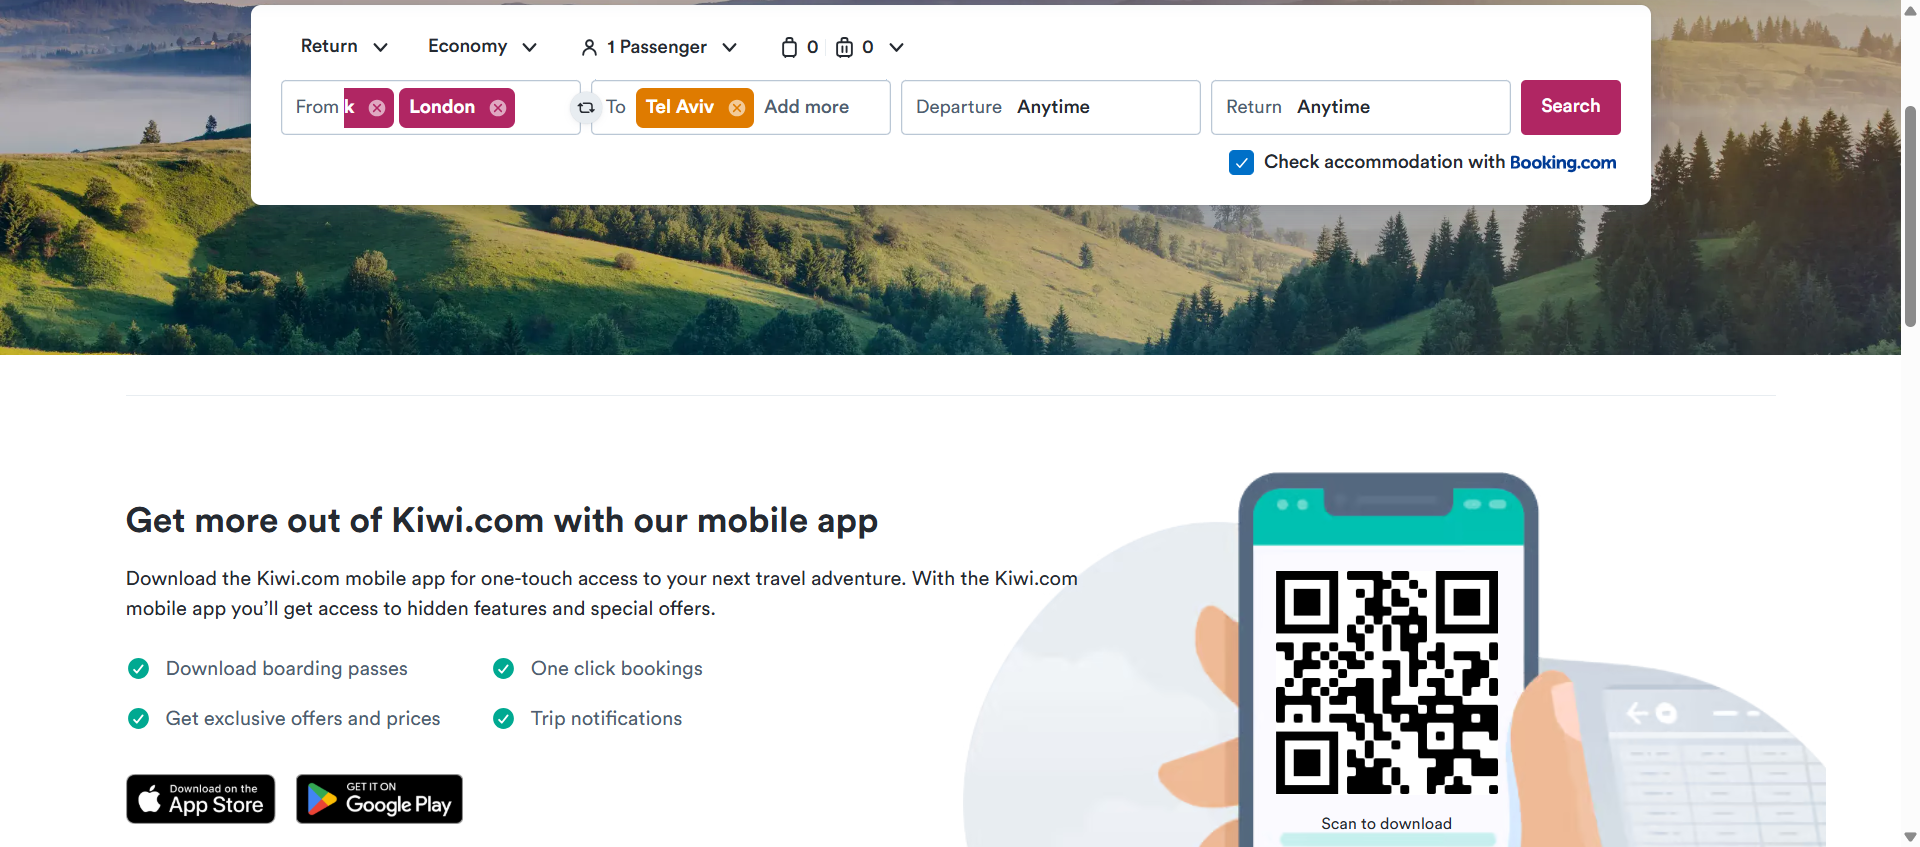 Return Economy 1 Passenger 0 0
From k London To Tel Aviv Add more Departure Anytime Return Anytime Search
Check accommodation with Booking.com
Get more out of Kiwi.com with our mobile app
Download the Kiwi.com mobile app for one-touch access to your next travel adventure. With the Kiwi.com
mobile app you’ll get access to hidden features and special offers.
Download boarding passes One click bookings
Get exclusive offers and prices Trip notifications
Download on the
App Store
GET IT ON
Google Play
Scan to download